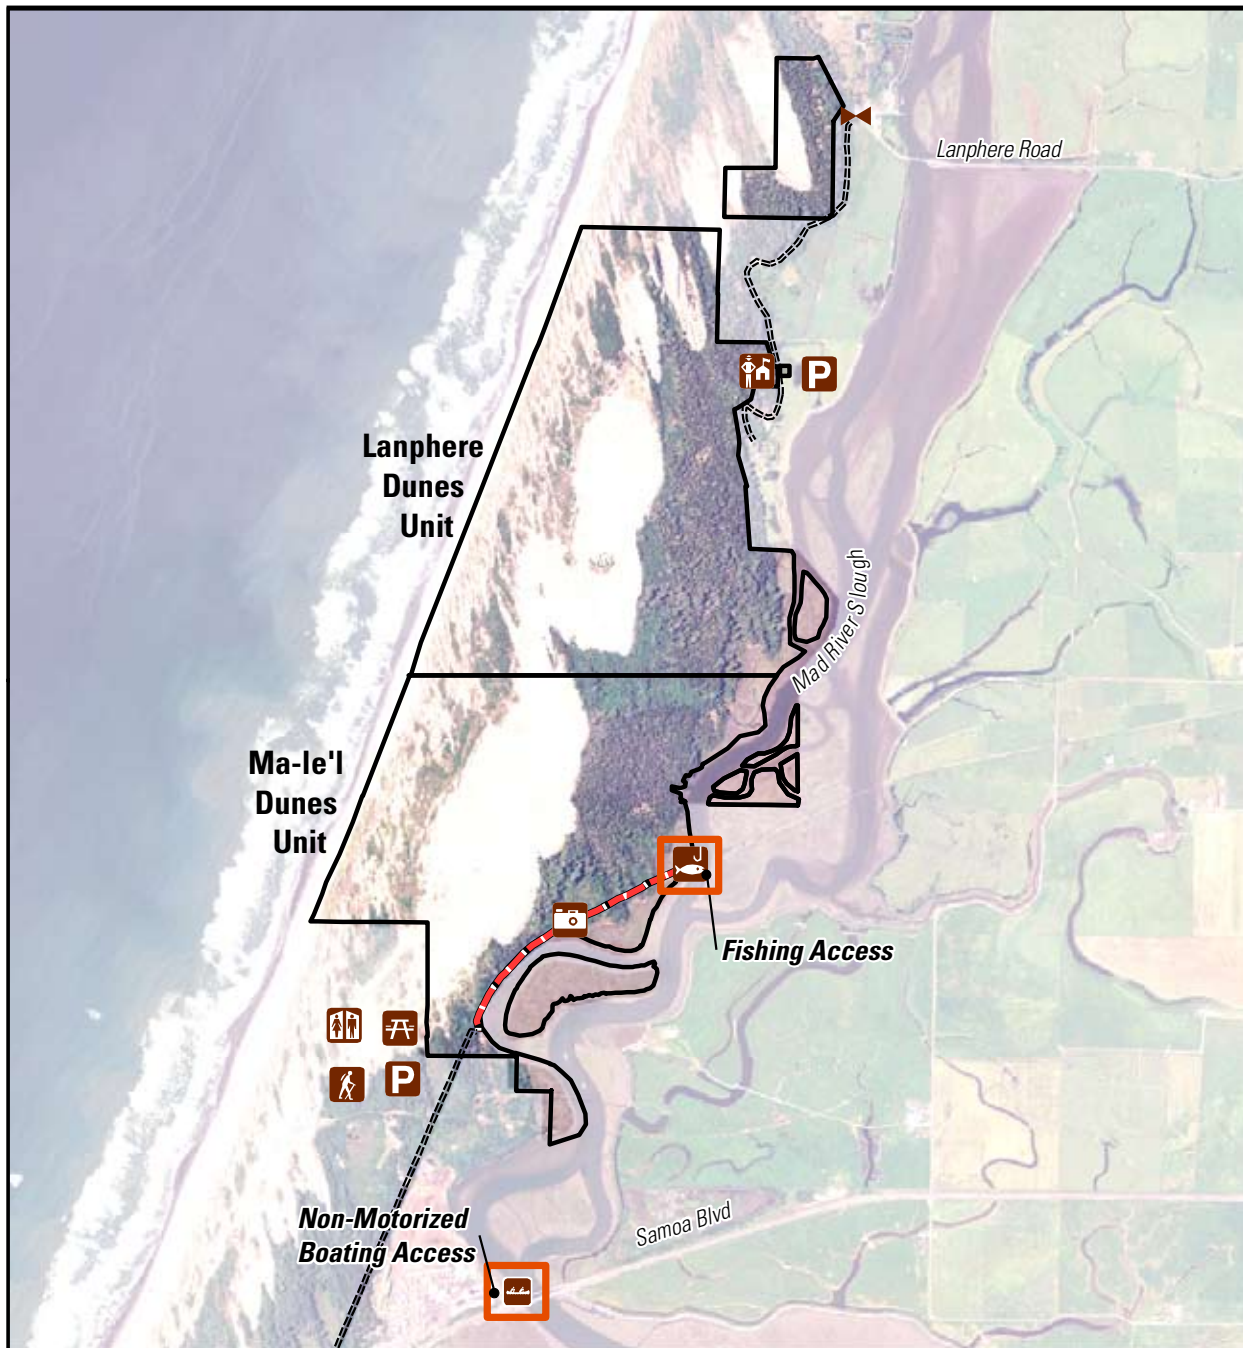 Lanphere Road
P
Lanphere
Dunes
Unit
Mad River Slough
Ma-le'l
Dunes
Unit
Fishing Access
P
Non-Motorized
Boating Access
Samoa Blvd